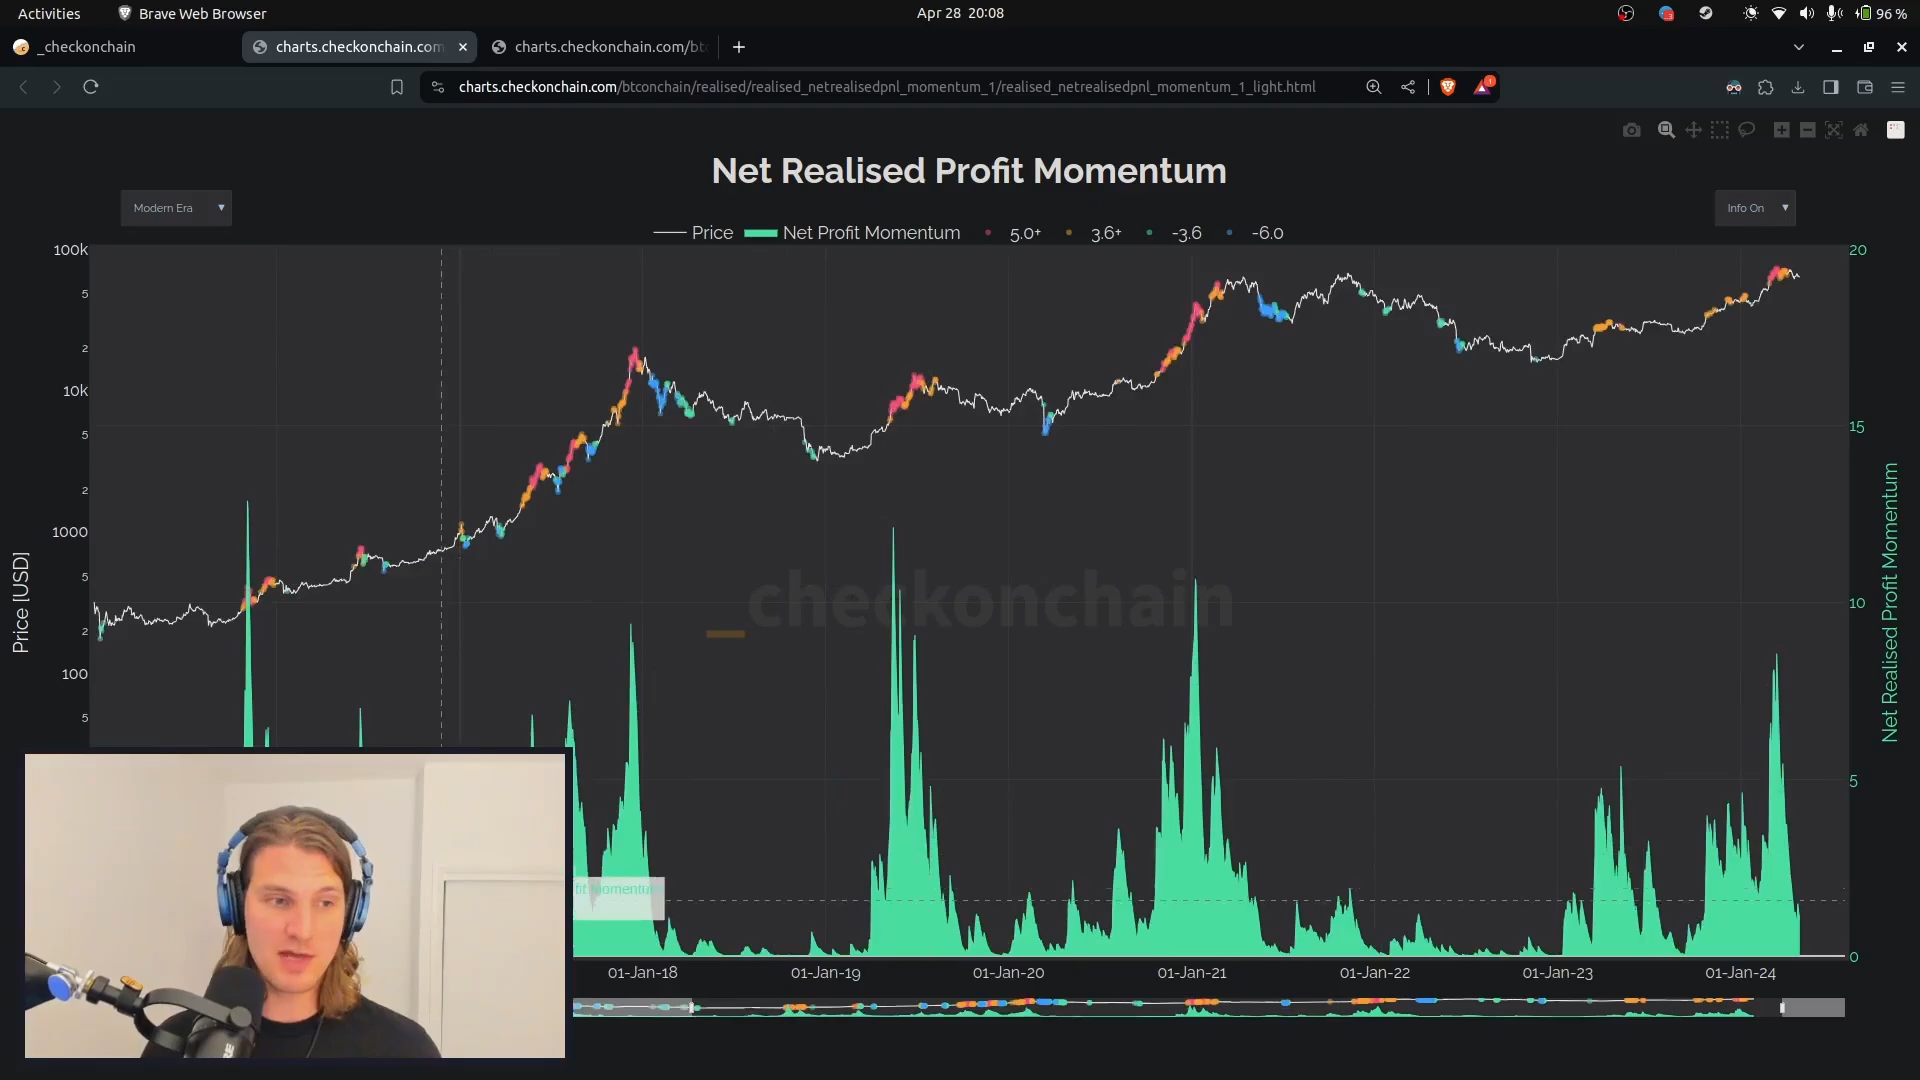 Activities
Brave Web Browser
Apr 28 20:08
96 %
_checkonchain
charts.checkonchain.com
charts.checkonchain.com/bt
charts.checkonchain.com/btconchain/realised/realised_netrealisedpnl_momentum_1/realised_netrealisedpnl_momentum_1_light.html
1
Net Realised Profit Momentum
Modern Era
Info On
Price
Net Profit Momentum
5.0+
3.6+
-3.6
-6.0
100k
5
2
10k
5
2
1000
5
2
100
5
Price [USD]
20
15
10
5
0
Net Realised Profit Momentum
_checkonchain
fit Momentum
01-Jan-18
01-Jan-19
01-Jan-20
01-Jan-21
01-Jan-22
01-Jan-23
01-Jan-24